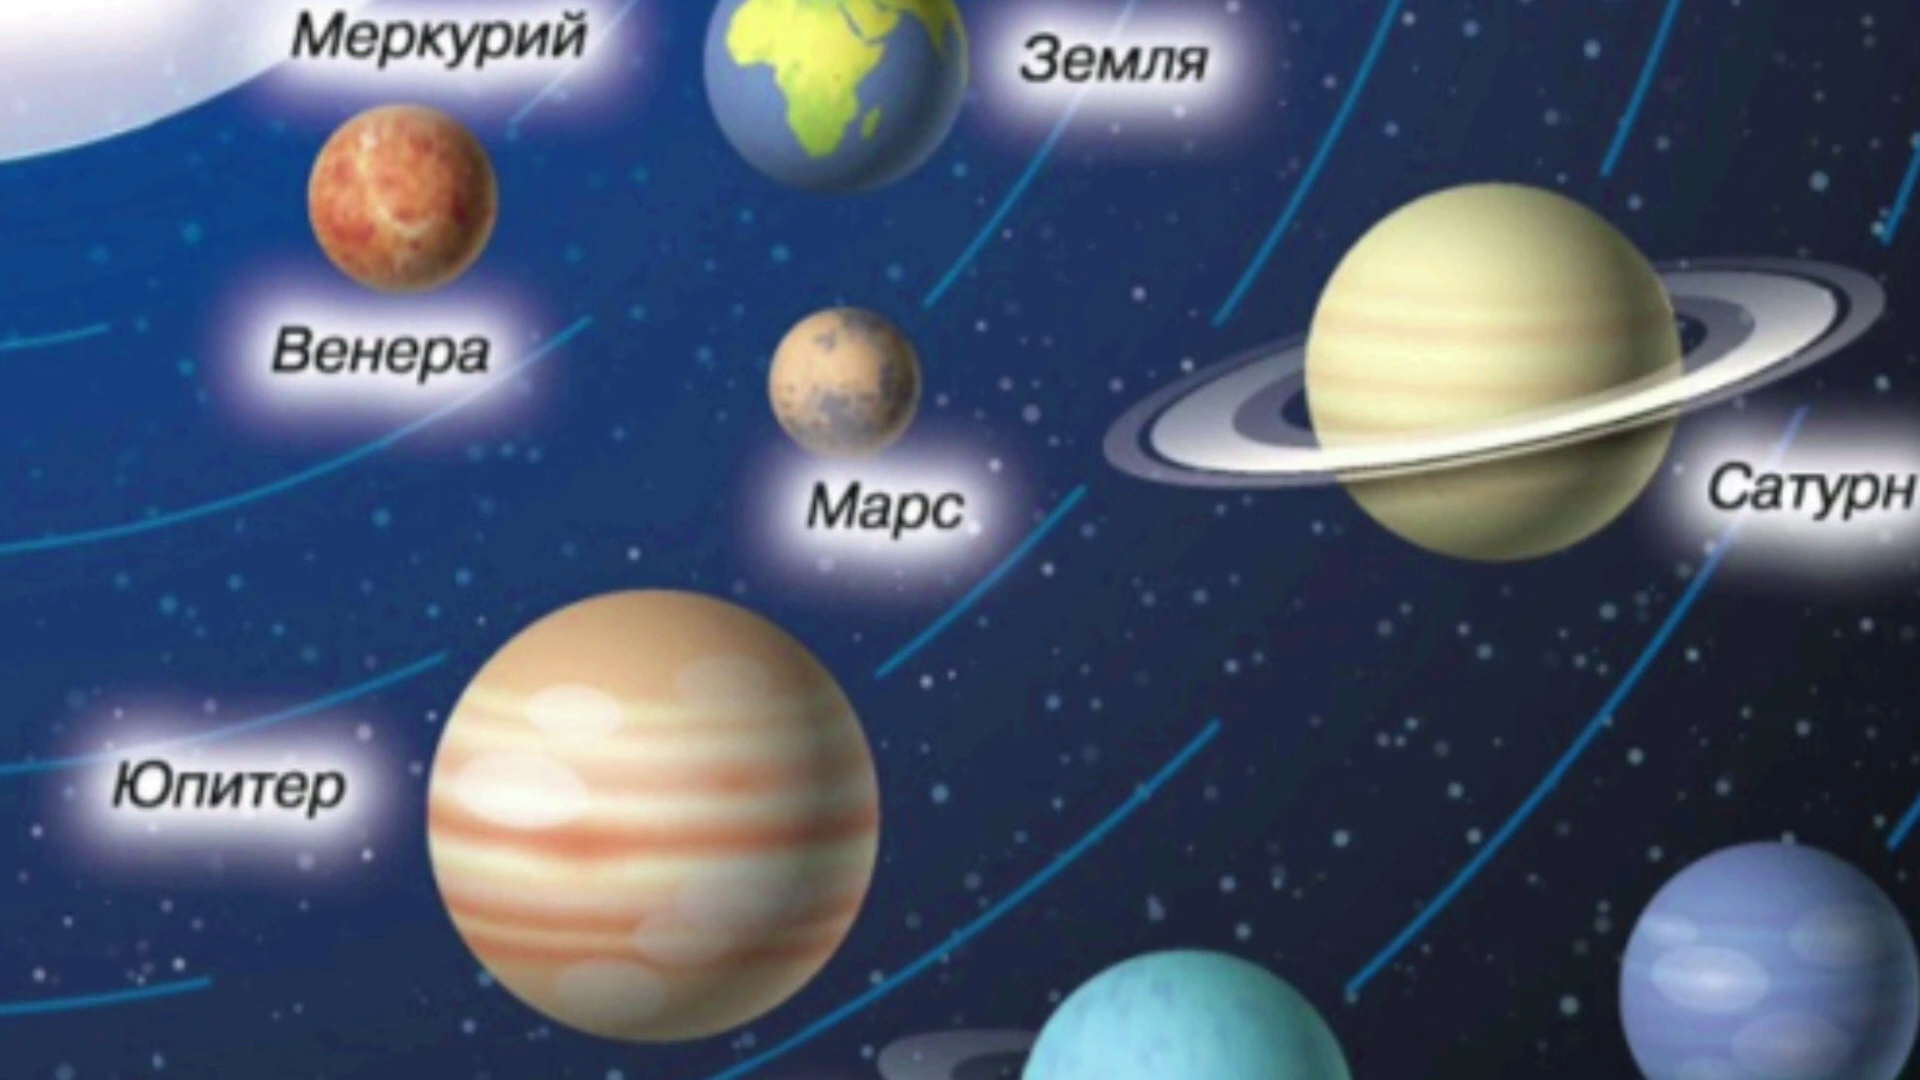 Меркурий
Земля
Венера
Марс
Сатурн
Юпитер